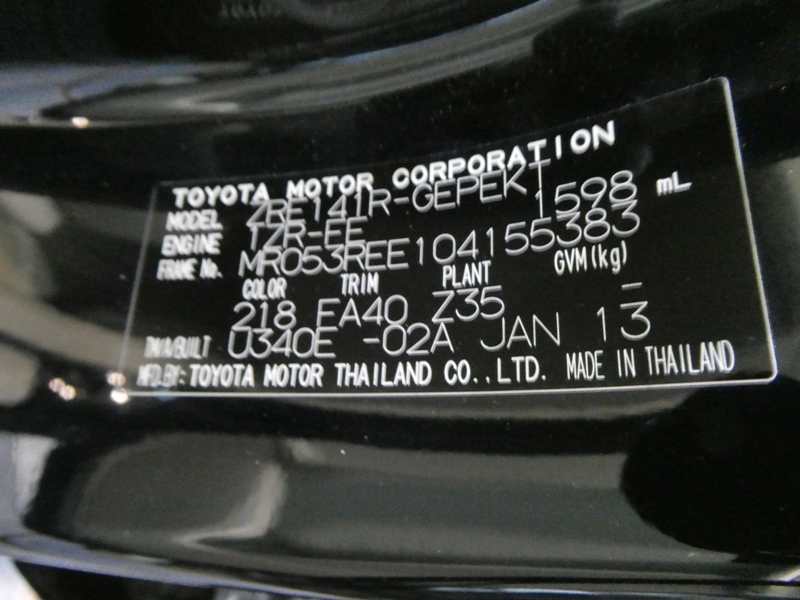 TOYOTA MOTOR CORPORATION
MODEL ZRE141R-GEPEKT
ENGINE 1ZR-FE 1598 mL
FRAME No. MR053REE104155383
COLOR TRIM PLANT GVM(kg)
218 EA40 Z35 -
TM/A/BUILT U340E -02A JAN 13
MFD.BY:TOYOTA MOTOR THAILAND CO.,LTD. MADE IN THAILAND